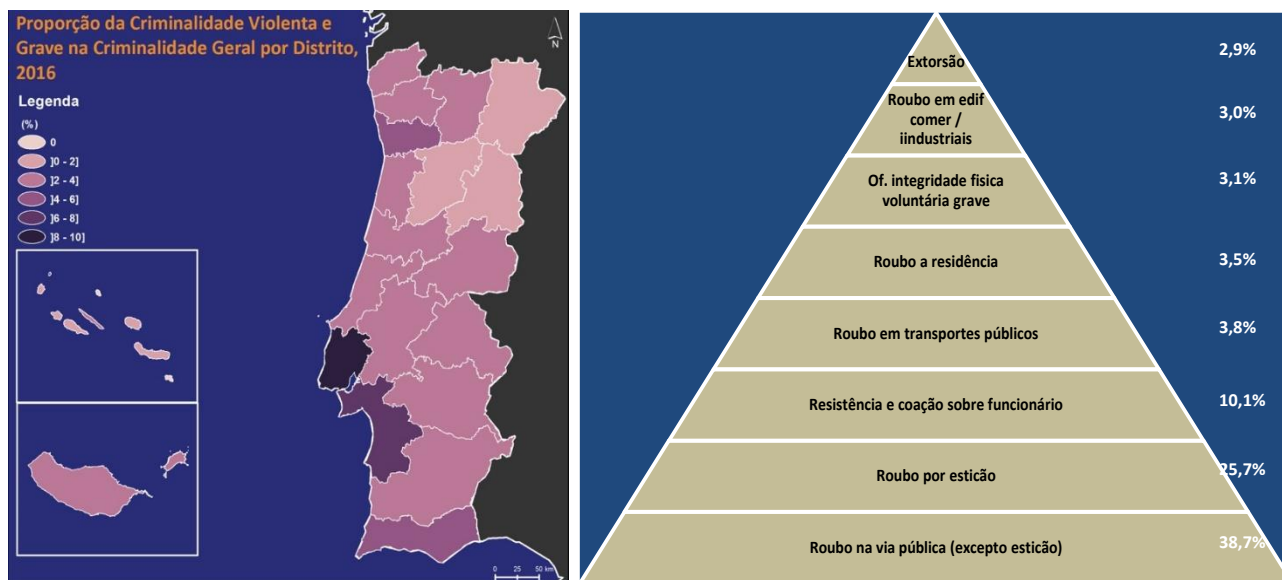 Proporção da Criminalidade Violenta e
Grave na Criminalidade Geral por Distrito,
2016
N
Legenda
(%)
0
]0 - 2]
]2 - 4]
]4 - 6]
]6 - 8]
]8 - 10]
0 25 50 km
Extorsão
2,9%
Roubo em edif
comer /
iindustriais
3,0%
Of. integridade fisica
voluntária grave
3,1%
Roubo a residência
3,5%
Roubo em transportes públicos
3,8%
Resistência e coação sobre funcionário
10,1%
Roubo por esticão
25,7%
Roubo na via pública (excepto esticão)
38,7%